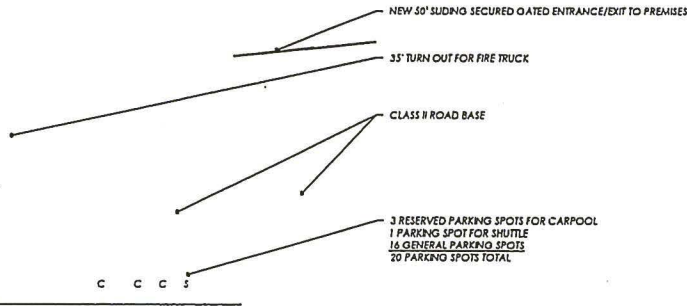 NEW 50' SLIDING SECURED GATED ENTRANCE/EXIT TO PREMISES
35' TURN OUT FOR FIRE TRUCK
CLASS II ROAD BASE
3 RESERVED PARKING SPOTS FOR CARPOOL
1 PARKING SPOT FOR SHUTTLE
16 GENERAL PARKING SPOTS
20 PARKING SPOTS TOTAL
C C C S